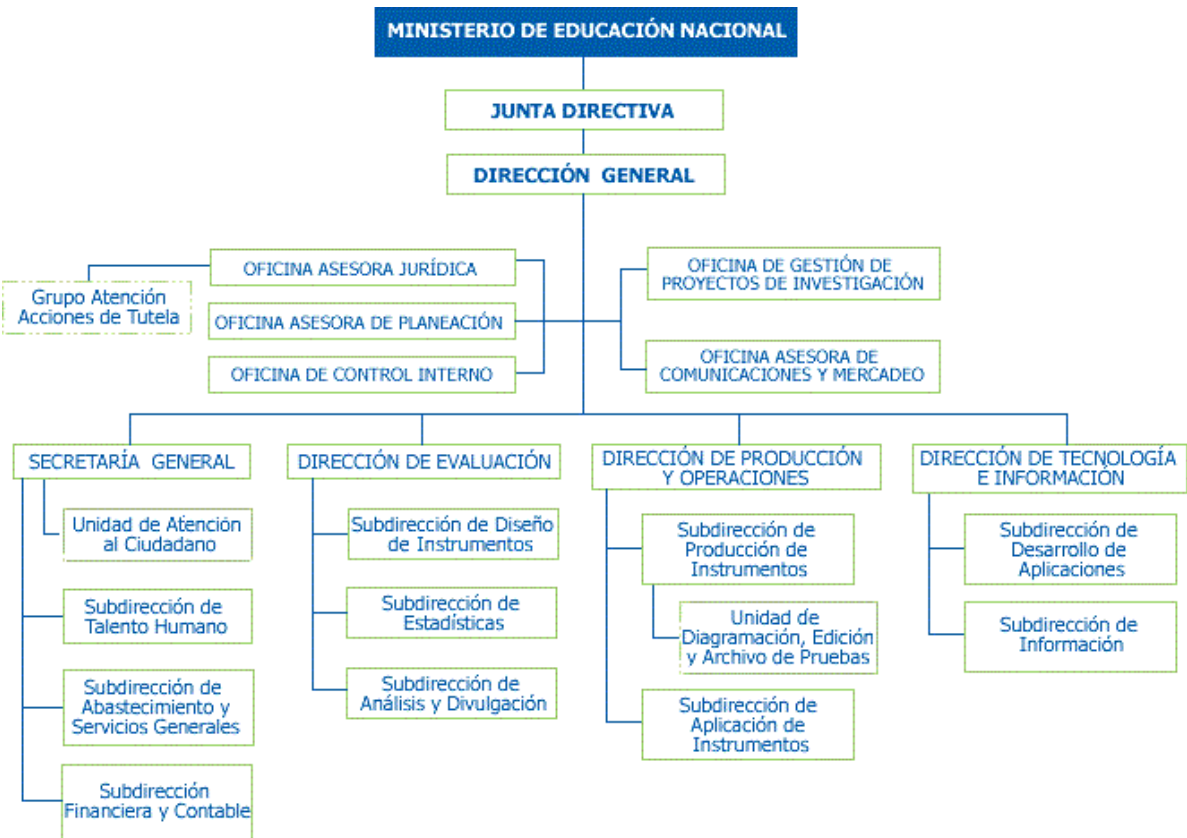 MINISTERIO DE EDUCACIÓN NACIONAL
JUNTA DIRECTIVA
DIRECCIÓN GENERAL
OFICINA ASESORA JURÍDICA
Grupo Atención
Acciones de Tutela
OFICINA ASESORA DE PLANEACIÓN
OFICINA DE CONTROL INTERNO
OFICINA DE GESTIÓN DE
PROYECTOS DE INVESTIGACIÓN
OFICINA ASESORA DE
COMUNICACIONES Y MERCADEO
SECRETARÍA GENERAL
Unidad de Atención
al Ciudadano
Subdirección de
Talento Humano
Subdirección de
Abastecimiento y
Servicios Generales
Subdirección
Financiera y Contable
DIRECCIÓN DE EVALUACIÓN
Subdirección de Diseño
de Instrumentos
Subdirección de
Estadísticas
Subdirección de
Análisis y Divulgación
DIRECCIÓN DE PRODUCCIÓN
Y OPERACIONES
Subdirección de
Producción de
Instrumentos
Unidad de
Diagramación, Edición
y Archivo de Pruebas
Subdirección de
Aplicación de
Instrumentos
DIRECCIÓN DE TECNOLOGÍA
E INFORMACIÓN
Subdirección de
Desarrollo de
Aplicaciones
Subdirección de
Información